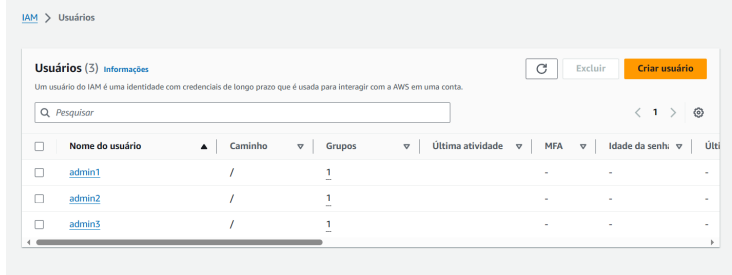 IAM > Usuários
Usuários (3) Informações
Excluir
Criar usuário
Um usuário do IAM é uma identidade com credenciais de longo prazo que é usada para interagir com a AWS em uma conta.
Pesquisar
< 1 >
Nome do usuário Caminho Grupos Última atividade MFA Idade da senha Últi
admin1 / 1 - - -
admin2 / 1 - - -
admin3 / 1 - - -